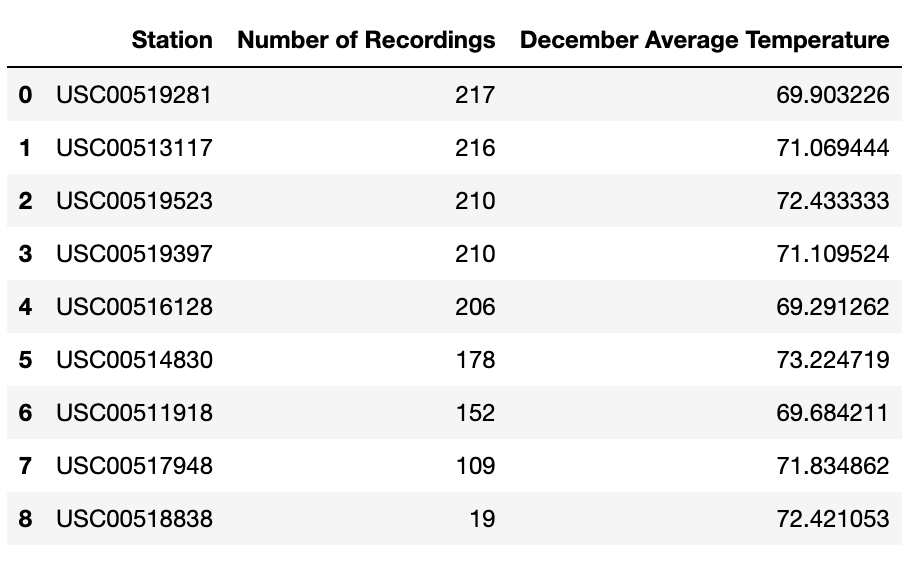 Station Number of Recordings December Average Temperature
0 USC00519281 217 69.903226
1 USC00513117 216 71.069444
2 USC00519523 210 72.433333
3 USC00519397 210 71.109524
4 USC00516128 206 69.291262
5 USC00514830 178 73.224719
6 USC00511918 152 69.684211
7 USC00517948 109 71.834862
8 USC00518838 19 72.421053